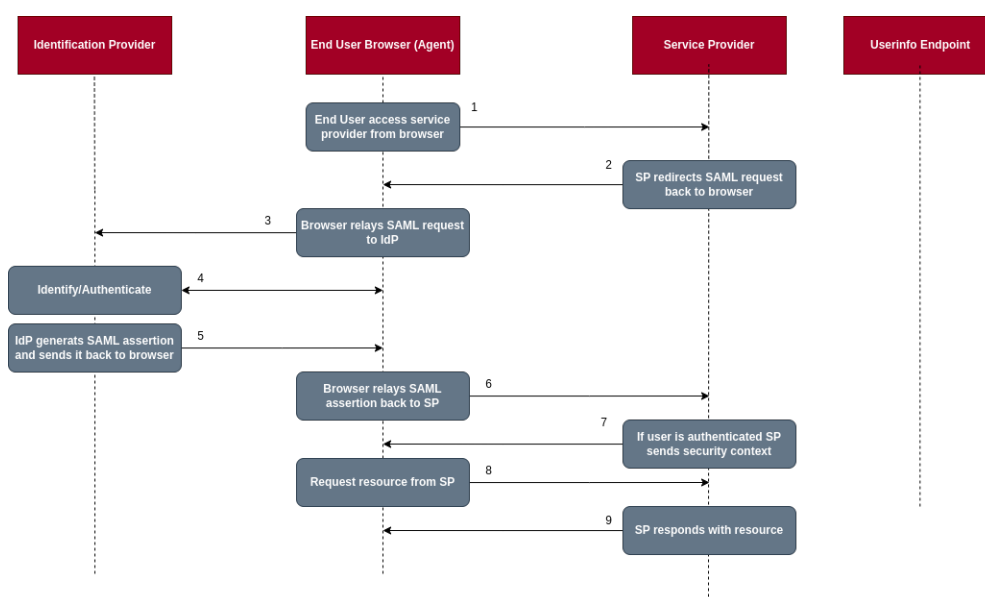 Identification Provider
End User Browser (Agent)
Service Provider
Userinfo Endpoint
1
End User access service
provider from browser
2
SP redirects SAML request
back to browser
3
Browser relays SAML request
to IdP
4
Identify/Authenticate
5
IdP generats SAML assertion
and sends it back to browser
6
Browser relays SAML
assertion back to SP
7
If user is authenticated SP
sends security context
8
Request resource from SP
9
SP responds with resource